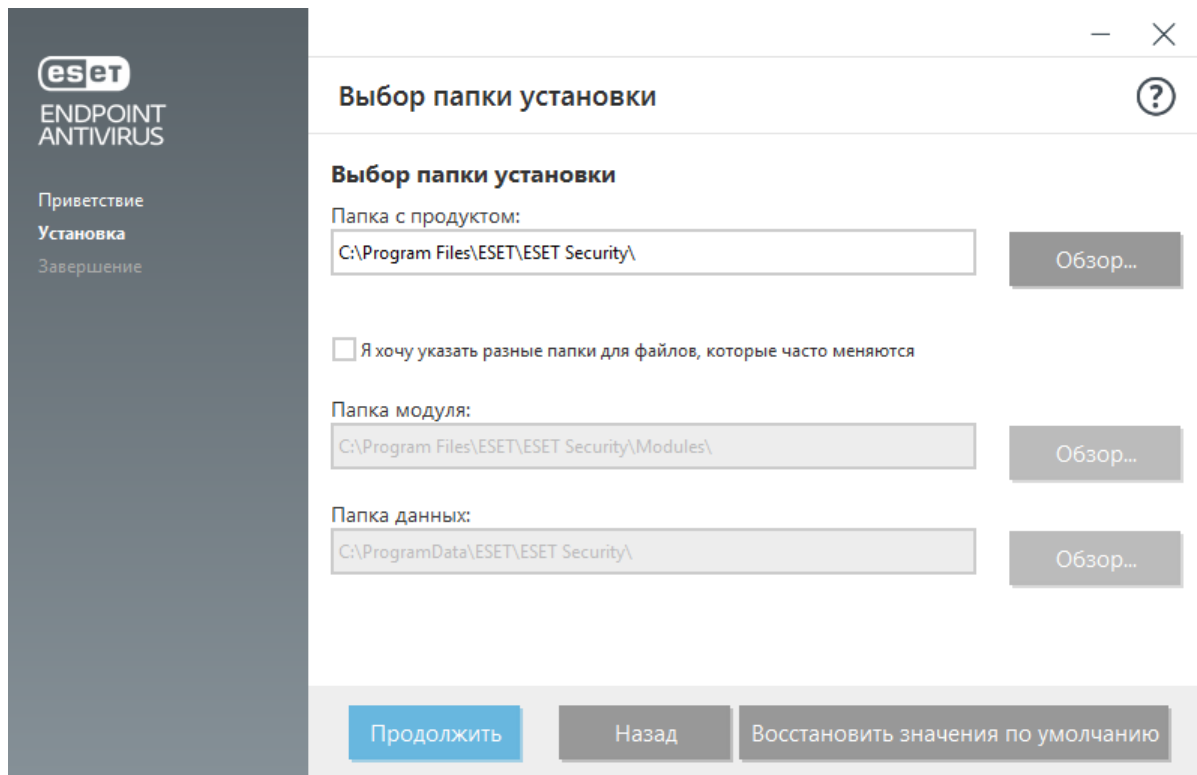 eset
ENDPOINT
ANTIVIRUS
Приветствие
Установка
Завершение
Выбор папки установки
?
Выбор папки установки
Папка с продуктом:
C:\Program Files\ESET\ESET Security\
Обзор...
Я хочу указать разные папки для файлов, которые часто меняются
Папка модуля:
C:\Program Files\ESET\ESET Security\Modules\
Обзор...
Папка данных:
C:\ProgramData\ESET\ESET Security\
Обзор...
Продолжить
Назад
Восстановить значения по умолчанию